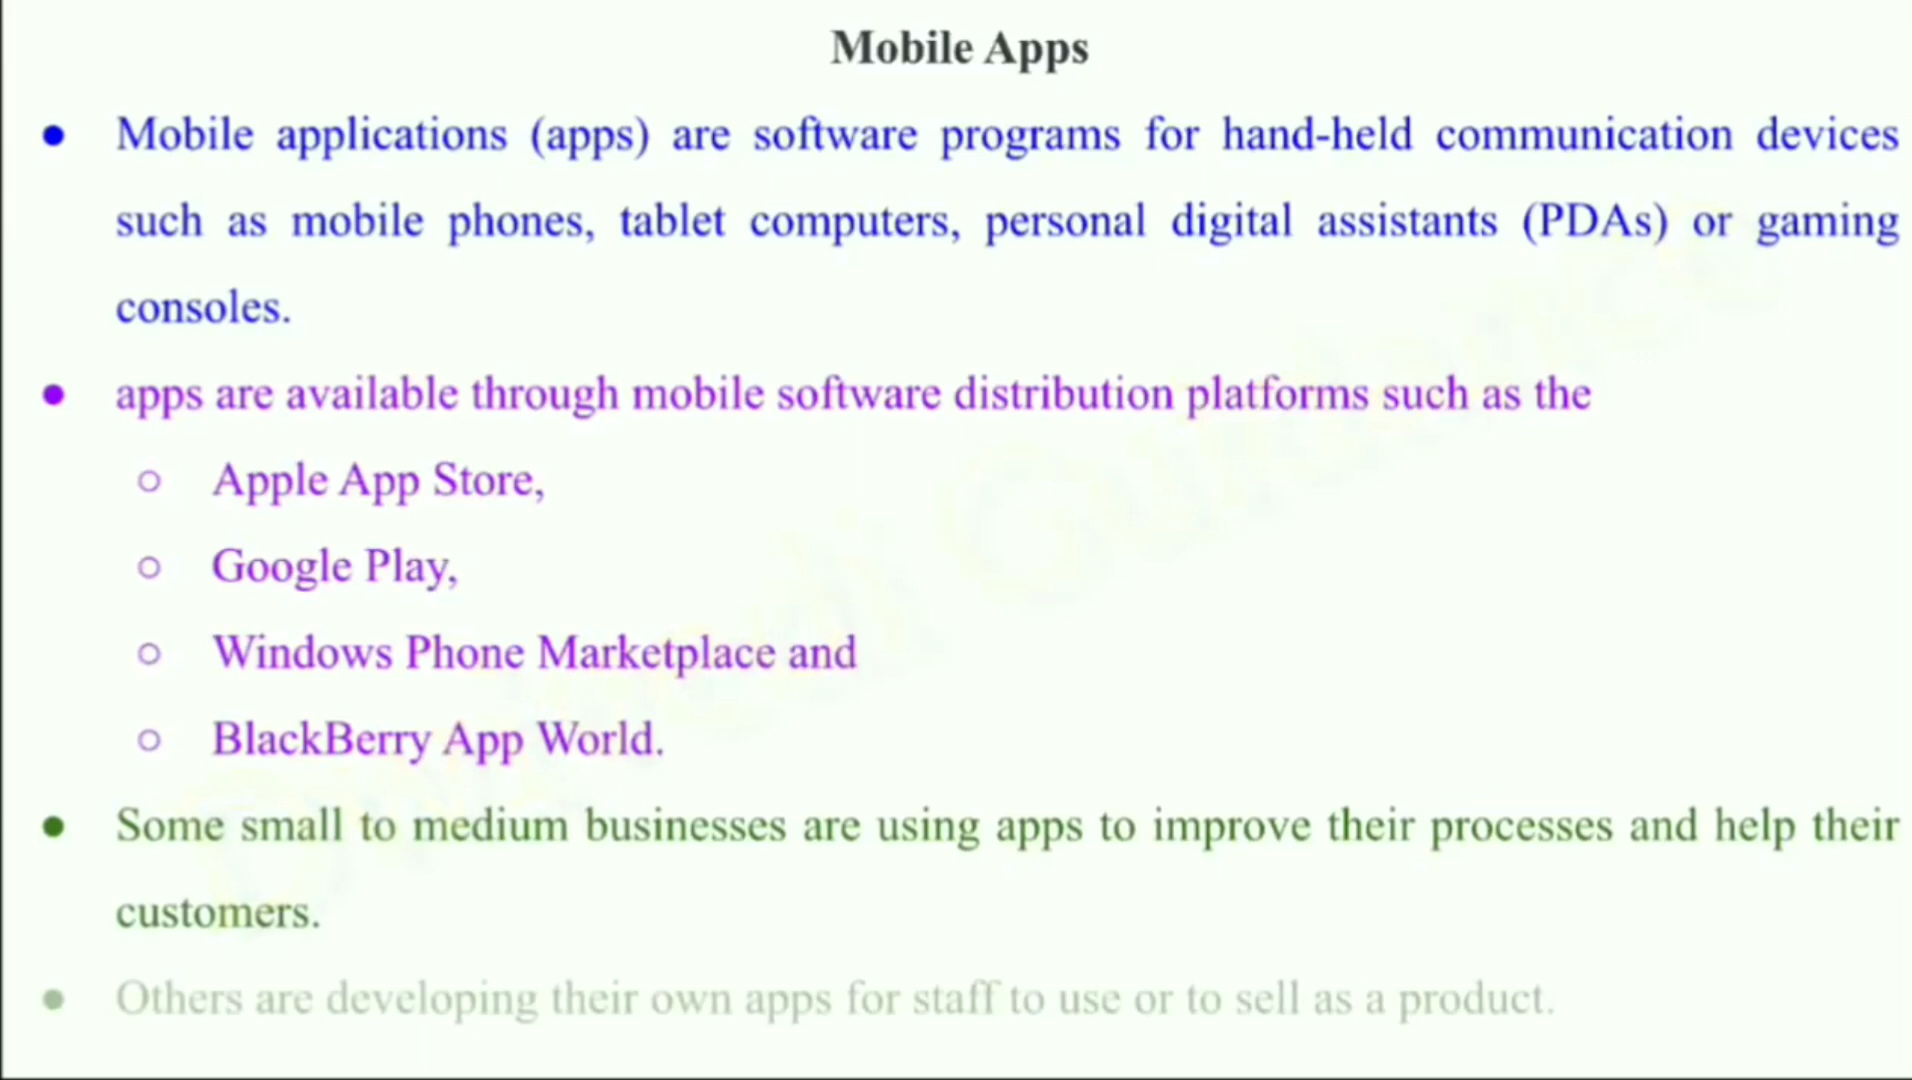 Mobile Apps
● Mobile applications (apps) are software programs for hand-held communication devices
such as mobile phones, tablet computers, personal digital assistants (PDAs) or gaming
consoles.
● apps are available through mobile software distribution platforms such as the
○ Apple App Store,
○ Google Play,
○ Windows Phone Marketplace and
○ BlackBerry App World.
● Some small to medium businesses are using apps to improve their processes and help their
customers.
● Others are developing their own apps for staff to use or to sell as a product.